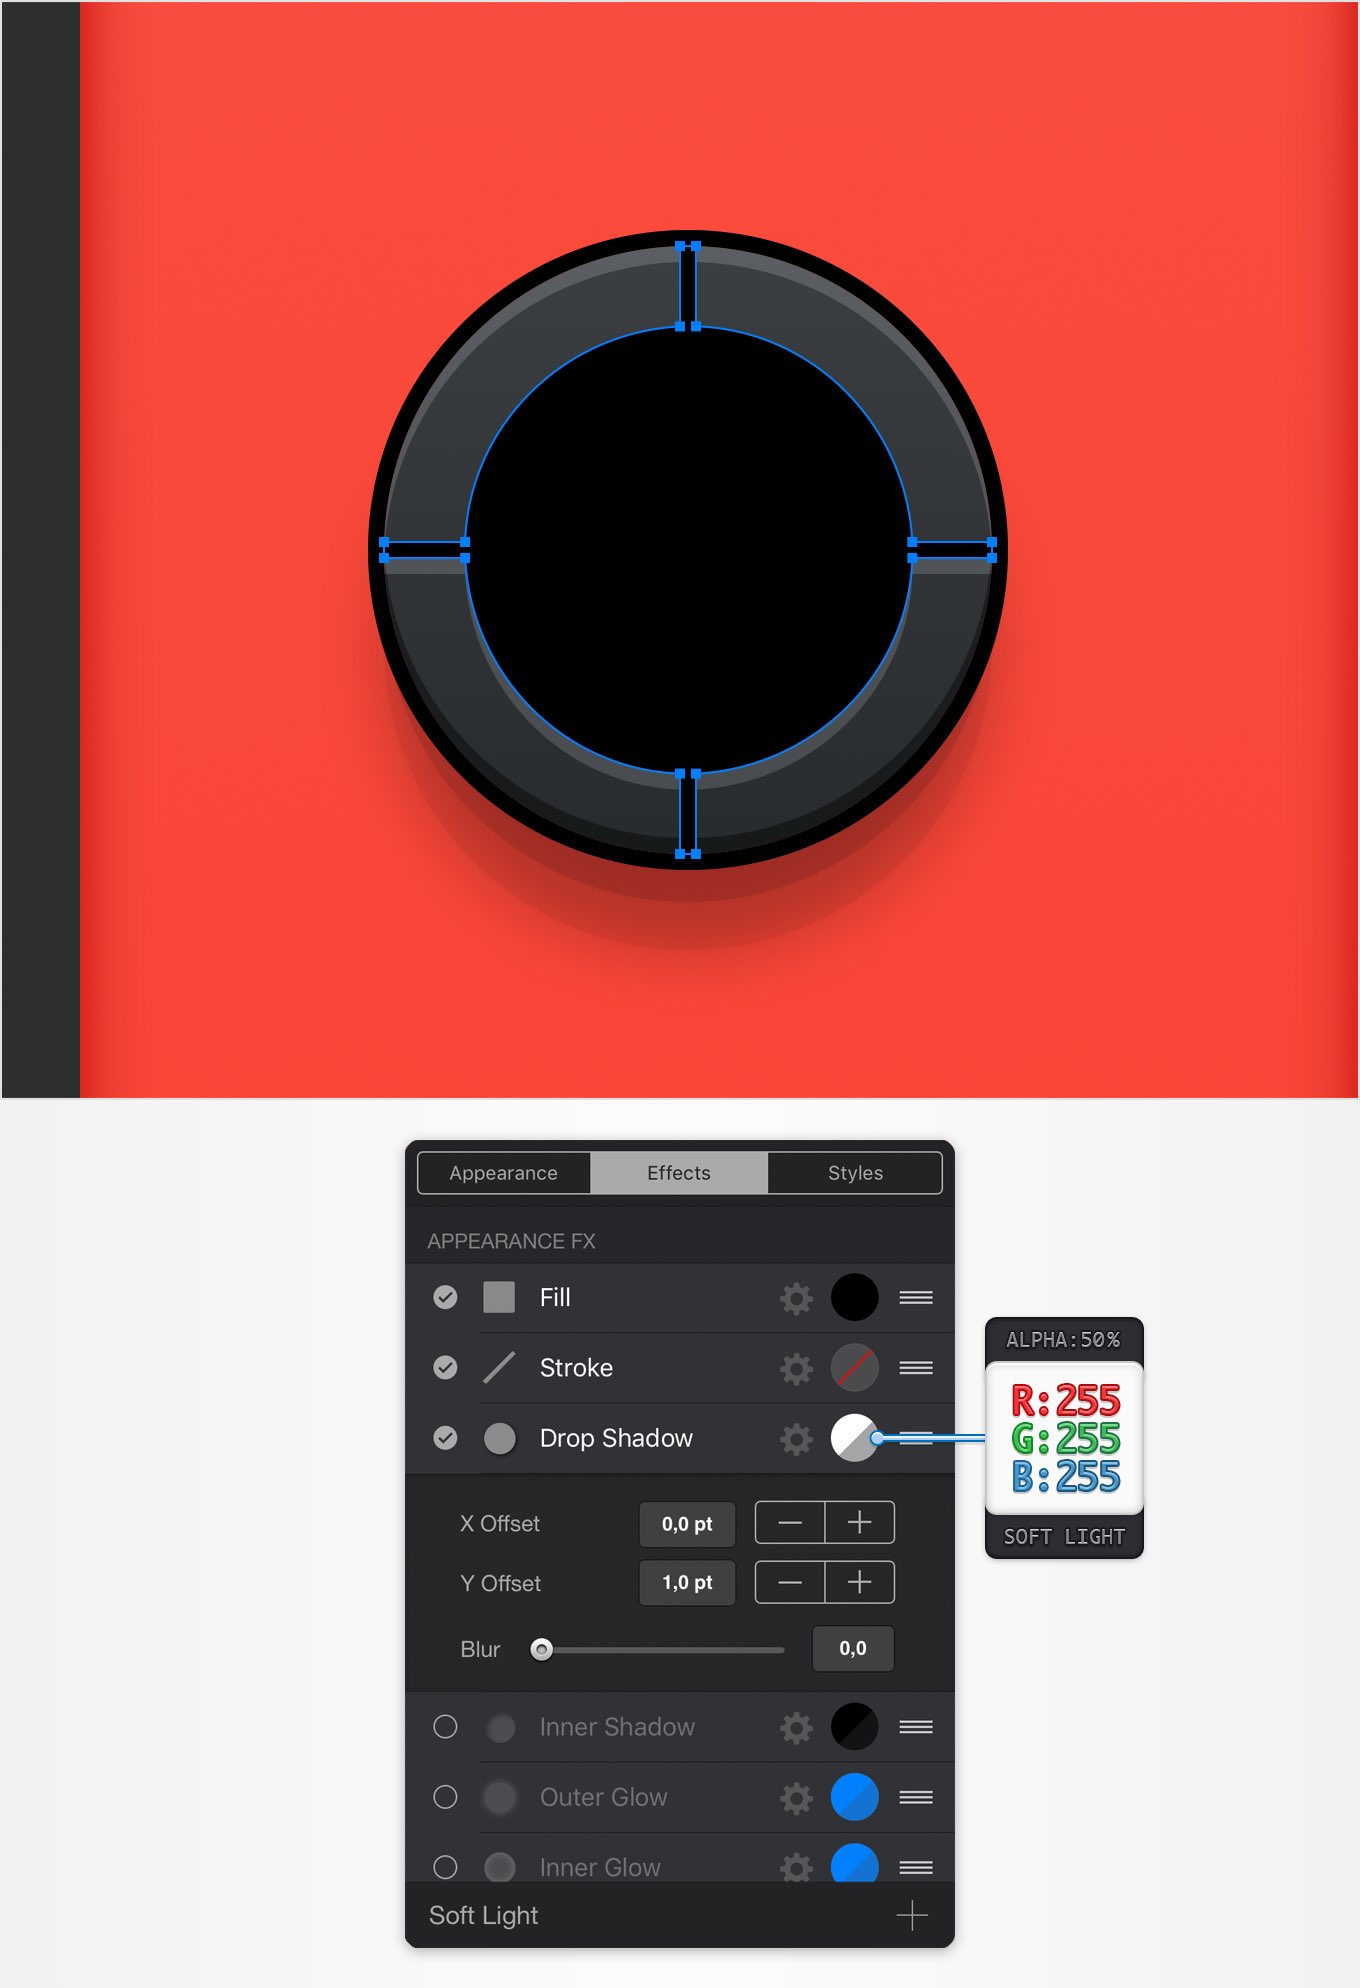 Appearance Effects Styles
APPEARANCE FX
Fill
Stroke
Drop Shadow
ALPHA:50%
R:255
G:255
B:255
SOFT LIGHT
X Offset 0,0 pt
Y Offset 1,0 pt
Blur 0,0
Inner Shadow
Outer Glow
Inner Glow
Soft Light